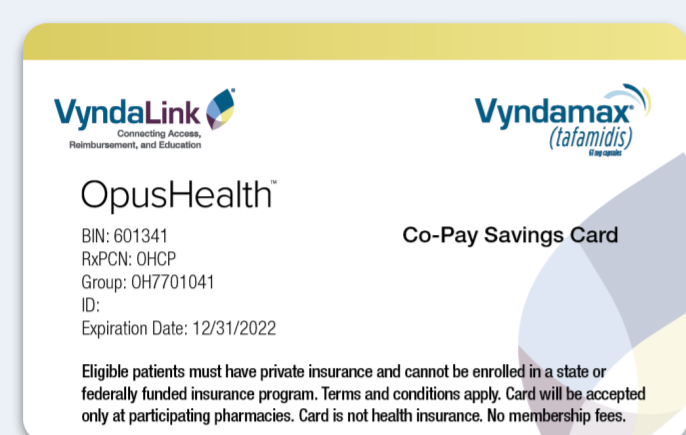 VyndaLink
Connecting Access,
Reimbursement, and Education
Vyndamax®
(tafamidis)
61 mg capsules
OpusHealth™
BIN: 601341
RxPCN: OHCP
Group: OH7701041
ID:
Expiration Date: 12/31/2022
Co-Pay Savings Card
Eligible patients must have private insurance and cannot be enrolled in a state or
federally funded insurance program. Terms and conditions apply. Card will be accepted
only at participating pharmacies. Card is not health insurance. No membership fees.